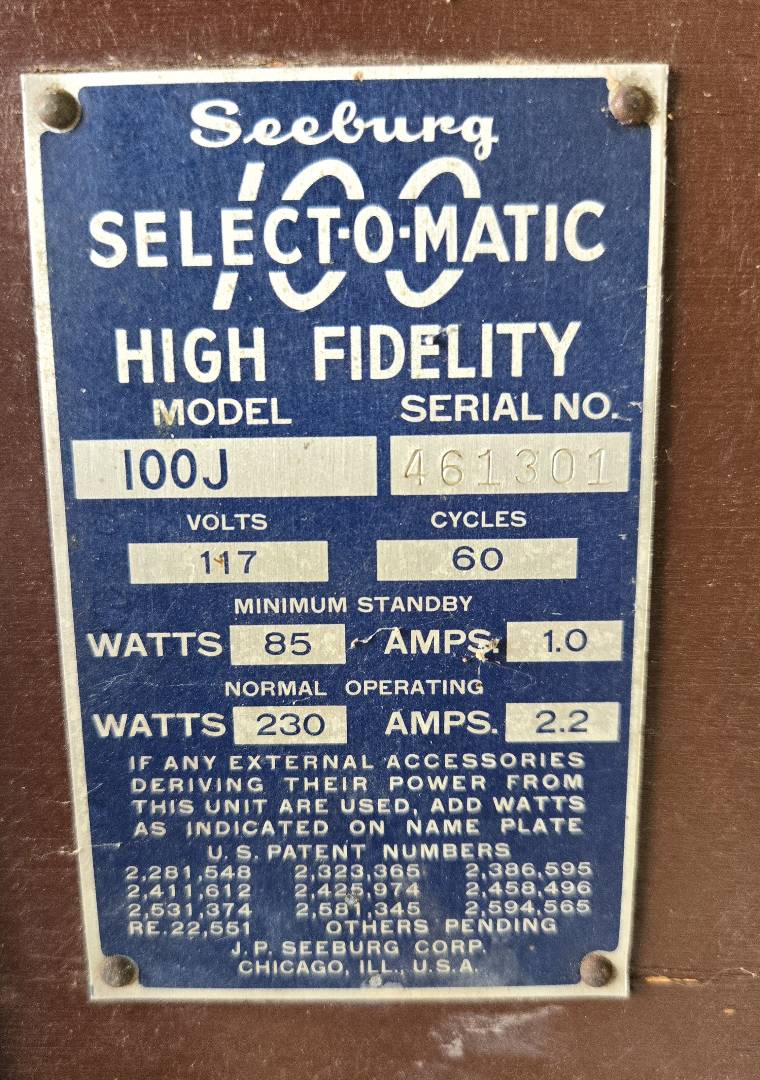 Seeburg
100
SELECT-O-MATIC
HIGH FIDELITY
MODEL SERIAL NO.
100J 461301
VOLTS CYCLES
117 60
MINIMUM STANDBY
WATTS 85 AMPS. 1.0
NORMAL OPERATING
WATTS 230 AMPS. 2.2
IF ANY EXTERNAL ACCESSORIES
DERIVING THEIR POWER FROM
THIS UNIT ARE USED, ADD WATTS
AS INDICATED ON NAME PLATE
U.S. PATENT NUMBERS
2,281,548 2,323,365 2,386,595
2,411,612 2,425,974 2,458,496
2,531,374 2,581,345 2,594,565
RE.22,551 OTHERS PENDING
J.P. SEEBURG CORP.
CHICAGO, ILL., U.S.A.